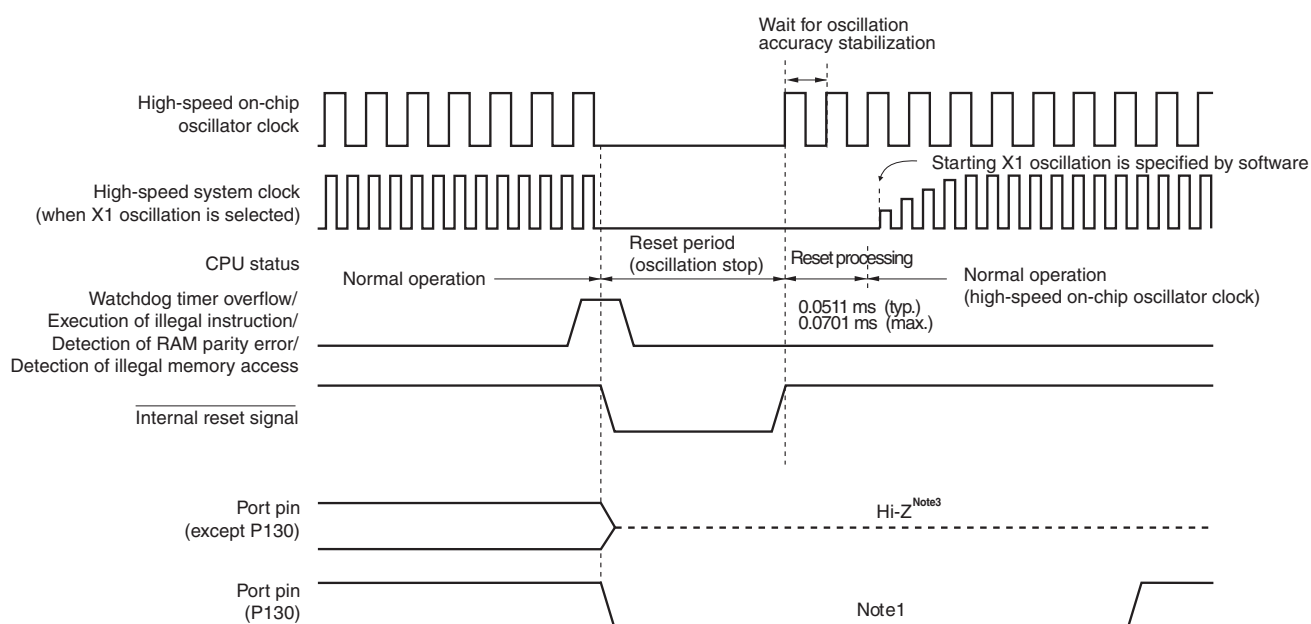 Wait for oscillation
accuracy stabilization
High-speed on-chip
oscillator clock
Starting X1 oscillation is specified by software
High-speed system clock
(when X1 oscillation is selected)
Reset period
(oscillation stop)
Reset processing
CPU status
Normal operation
Normal operation
(high-speed on-chip oscillator clock)
0.0511 ms (typ.)
0.0701 ms (max.)
Watchdog timer overflow/
Execution of illegal instruction/
Detection of RAM parity error/
Detection of illegal memory access
Internal reset signal
Port pin
(except P130)
Hi-Z Note3
Port pin
(P130)
Note1